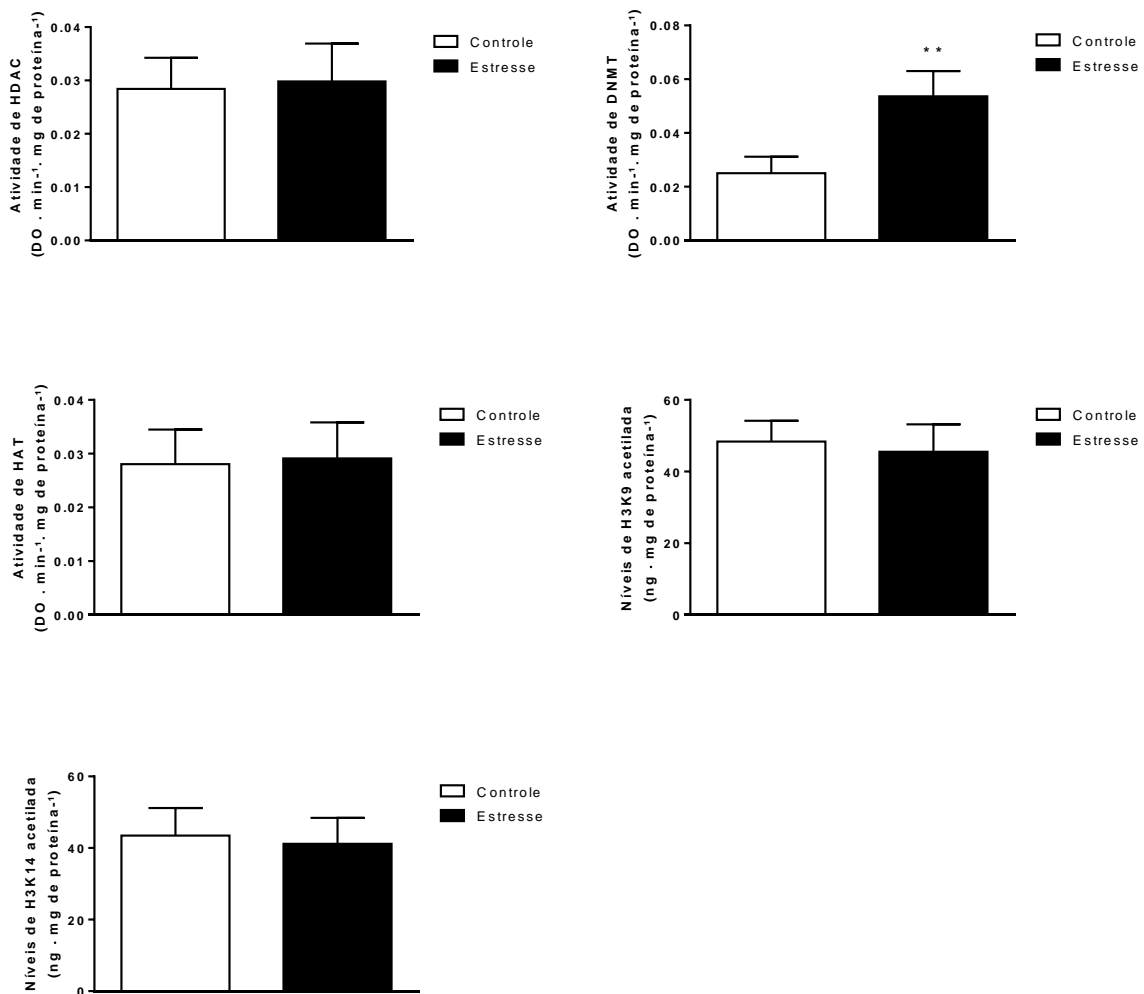 Atividade de HDAC
(DO . min-¹. mg de proteína-¹)
0.04
0.03
0.02
0.01
0.00
Controle
Estresse
Atividade de DNMT
(DO . min-¹. mg de proteína-¹)
0.08
0.06
0.04
0.02
0.00
**
Controle
Estresse
Atividade de HAT
(DO . min-¹. mg de proteína-¹)
0.04
0.03
0.02
0.01
0.00
Controle
Estresse
Níveis de H3K9 acetilada
(ng . mg de proteína-¹)
60
40
20
0
Controle
Estresse
Níveis de H3K14 acetilada
(ng . mg de proteína-¹)
60
40
20
0
Controle
Estresse